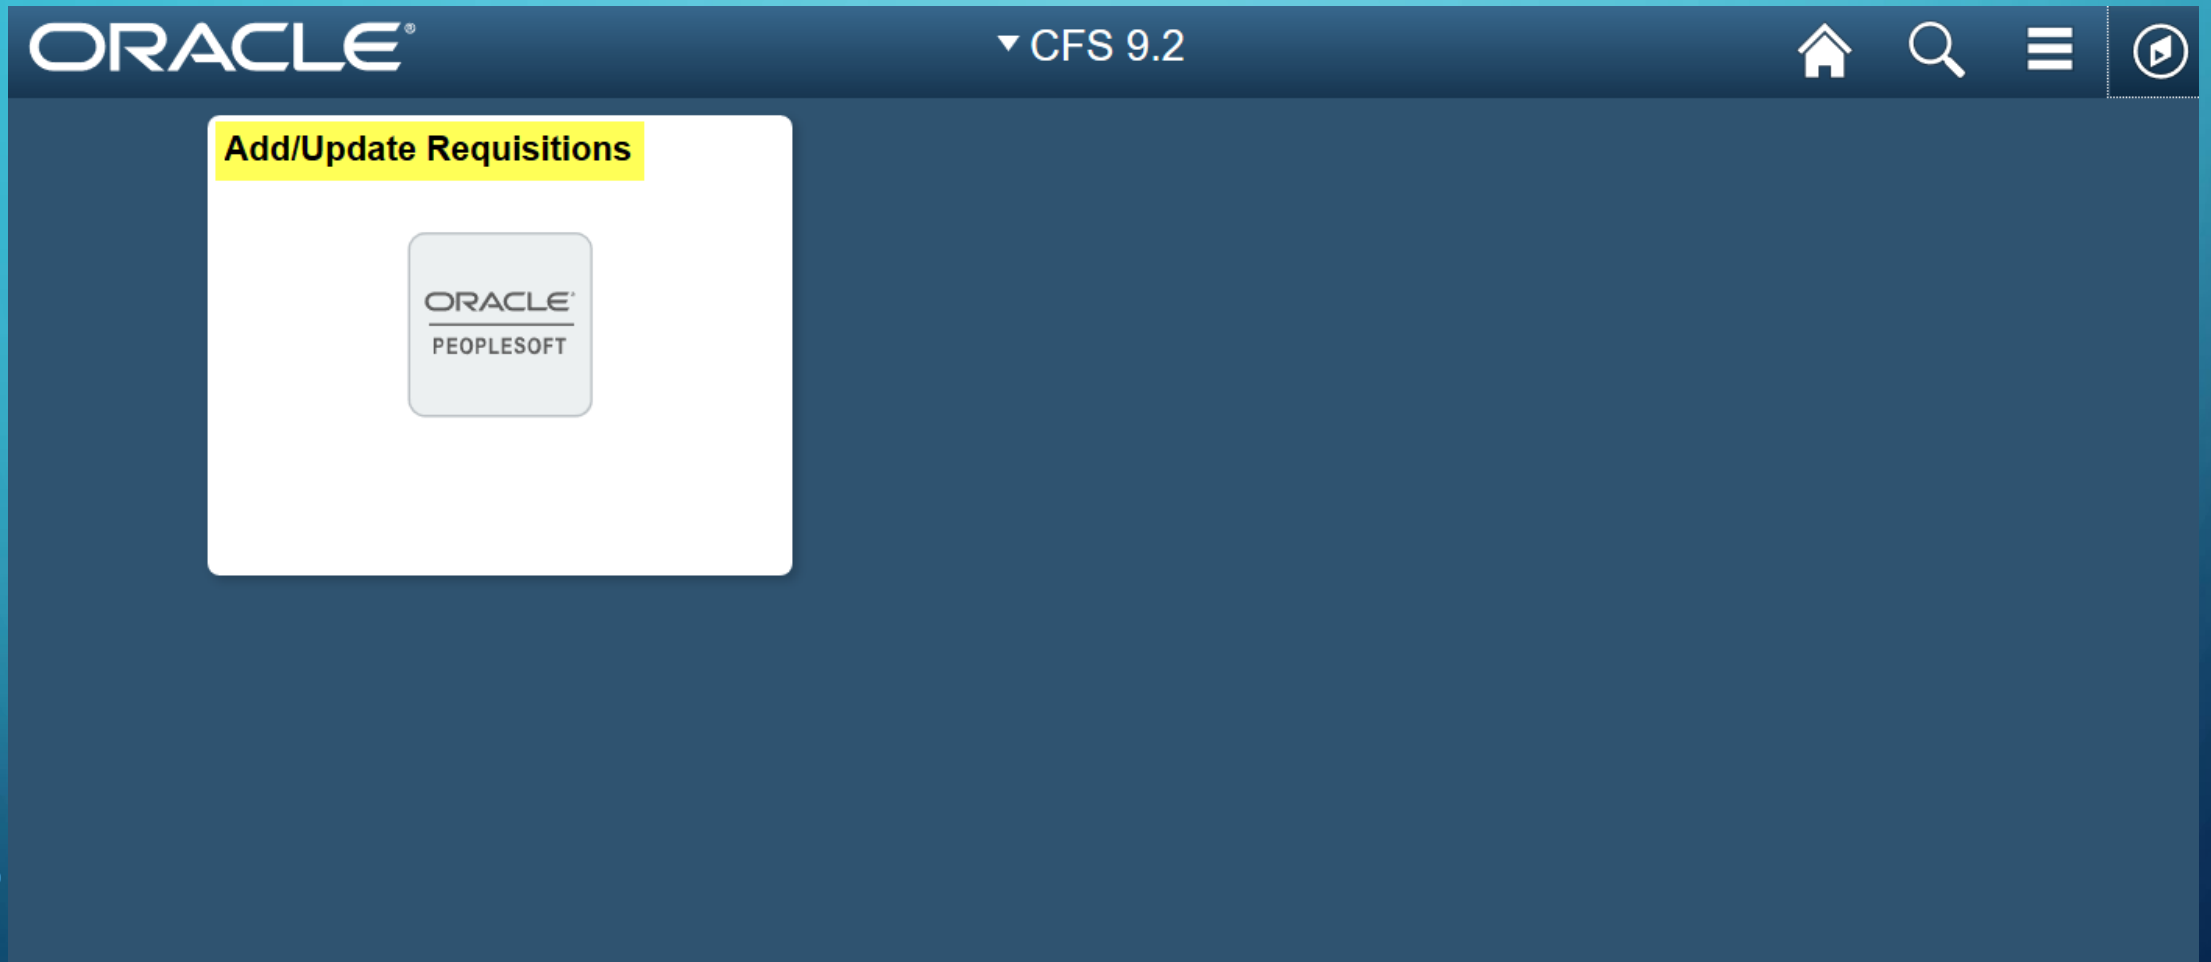 ORACLE®
CFS 9.2
Add/Update Requisitions
ORACLE®
PEOPLESOFT